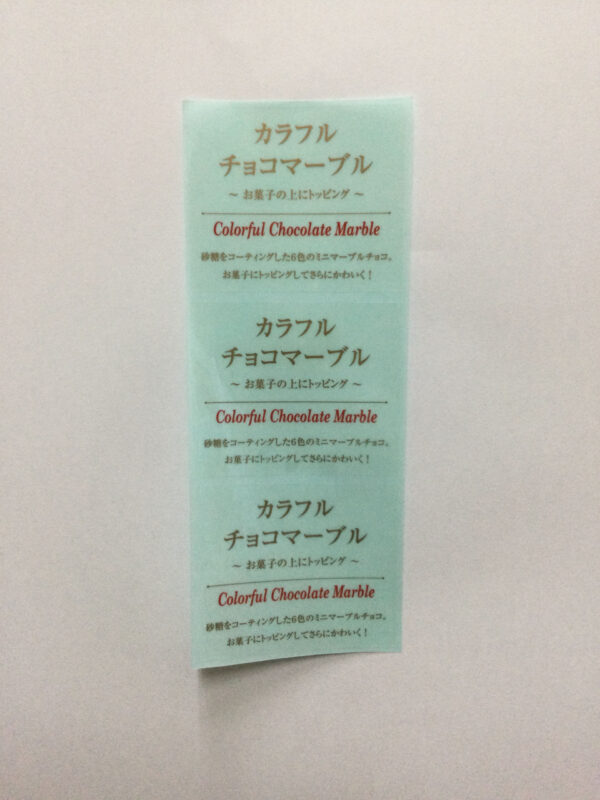 カラフル
チョコマーブル
～ お菓子の上にトッピング ～
Colorful Chocolate Marble
砂糖をコーティングした6色のミニマーブルチョコ。
お菓子にトッピングしてさらにかわいく！
カラフル
チョコマーブル
～ お菓子の上にトッピング ～
Colorful Chocolate Marble
砂糖をコーティングした6色のミニマーブルチョコ。
お菓子にトッピングしてさらにかわいく！
カラフル
チョコマーブル
～ お菓子の上にトッピング ～
Colorful Chocolate Marble
砂糖をコーティングした6色のミニマーブルチョコ。
お菓子にトッピングしてさらにかわいく！